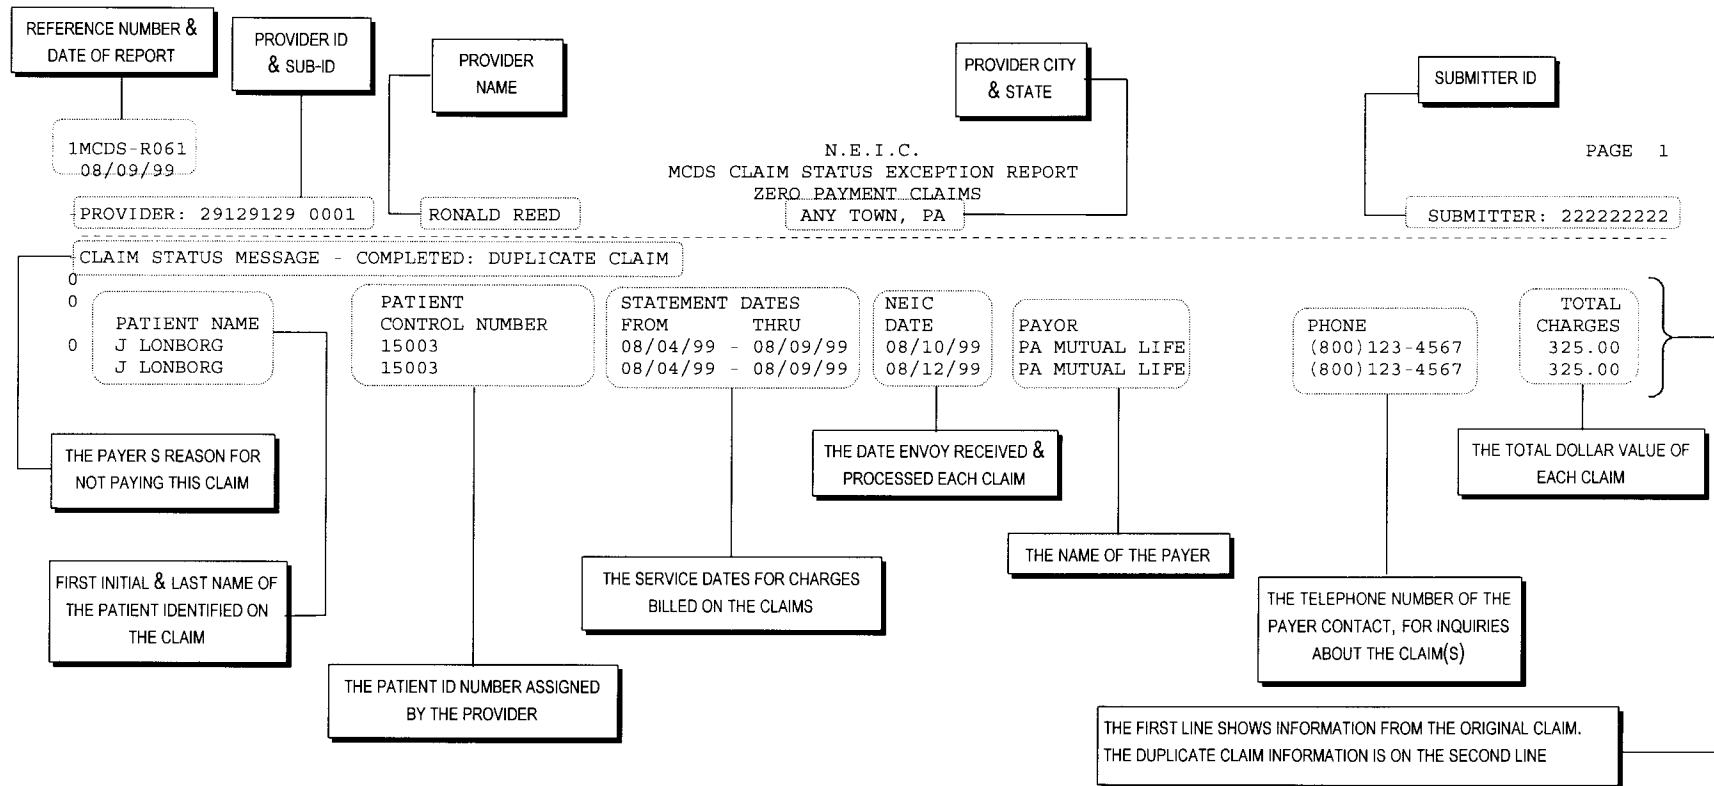 REFERENCE NUMBER &
DATE OF REPORT
PROVIDER ID
& SUB-ID
PROVIDER
NAME
PROVIDER CITY
& STATE
SUBMITTER ID
1MCDS-R061
08/09/99
N.E.I.C.
MCDS CLAIM STATUS EXCEPTION REPORT
ZERO PAYMENT CLAIMS
PAGE 1
-PROVIDER: 29129129 0001 RONALD REED ANY TOWN, PA SUBMITTER: 222222222
CLAIM STATUS MESSAGE - COMPLETED: DUPLICATE CLAIM
0
0 PATIENT STATEMENT DATES NEIC TOTAL
PATIENT NAME CONTROL NUMBER FROM THRU DATE PAYOR PHONE CHARGES
0 J LONBORG 15003 08/04/99 - 08/09/99 08/10/99 PA MUTUAL LIFE (800)123-4567 325.00
J LONBORG 15003 08/04/99 - 08/09/99 08/12/99 PA MUTUAL LIFE (800)123-4567 325.00
THE PAYER S REASON FOR
NOT PAYING THIS CLAIM
THE DATE ENVOY RECEIVED &
PROCESSED EACH CLAIM
THE TOTAL DOLLAR VALUE OF
EACH CLAIM
THE NAME OF THE PAYER
FIRST INITIAL & LAST NAME OF
THE PATIENT IDENTIFIED ON
THE CLAIM
THE SERVICE DATES FOR CHARGES
BILLED ON THE CLAIMS
THE TELEPHONE NUMBER OF THE
PAYER CONTACT, FOR INQUIRIES
ABOUT THE CLAIM(S)
THE PATIENT ID NUMBER ASSIGNED
BY THE PROVIDER
THE FIRST LINE SHOWS INFORMATION FROM THE ORIGINAL CLAIM.
THE DUPLICATE CLAIM INFORMATION IS ON THE SECOND LINE